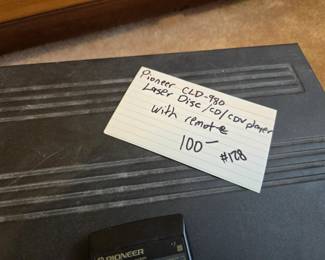 Pioneer CLD-980
Laser Disc/CD/CDV player
with remote
100-
#128
PIONEER